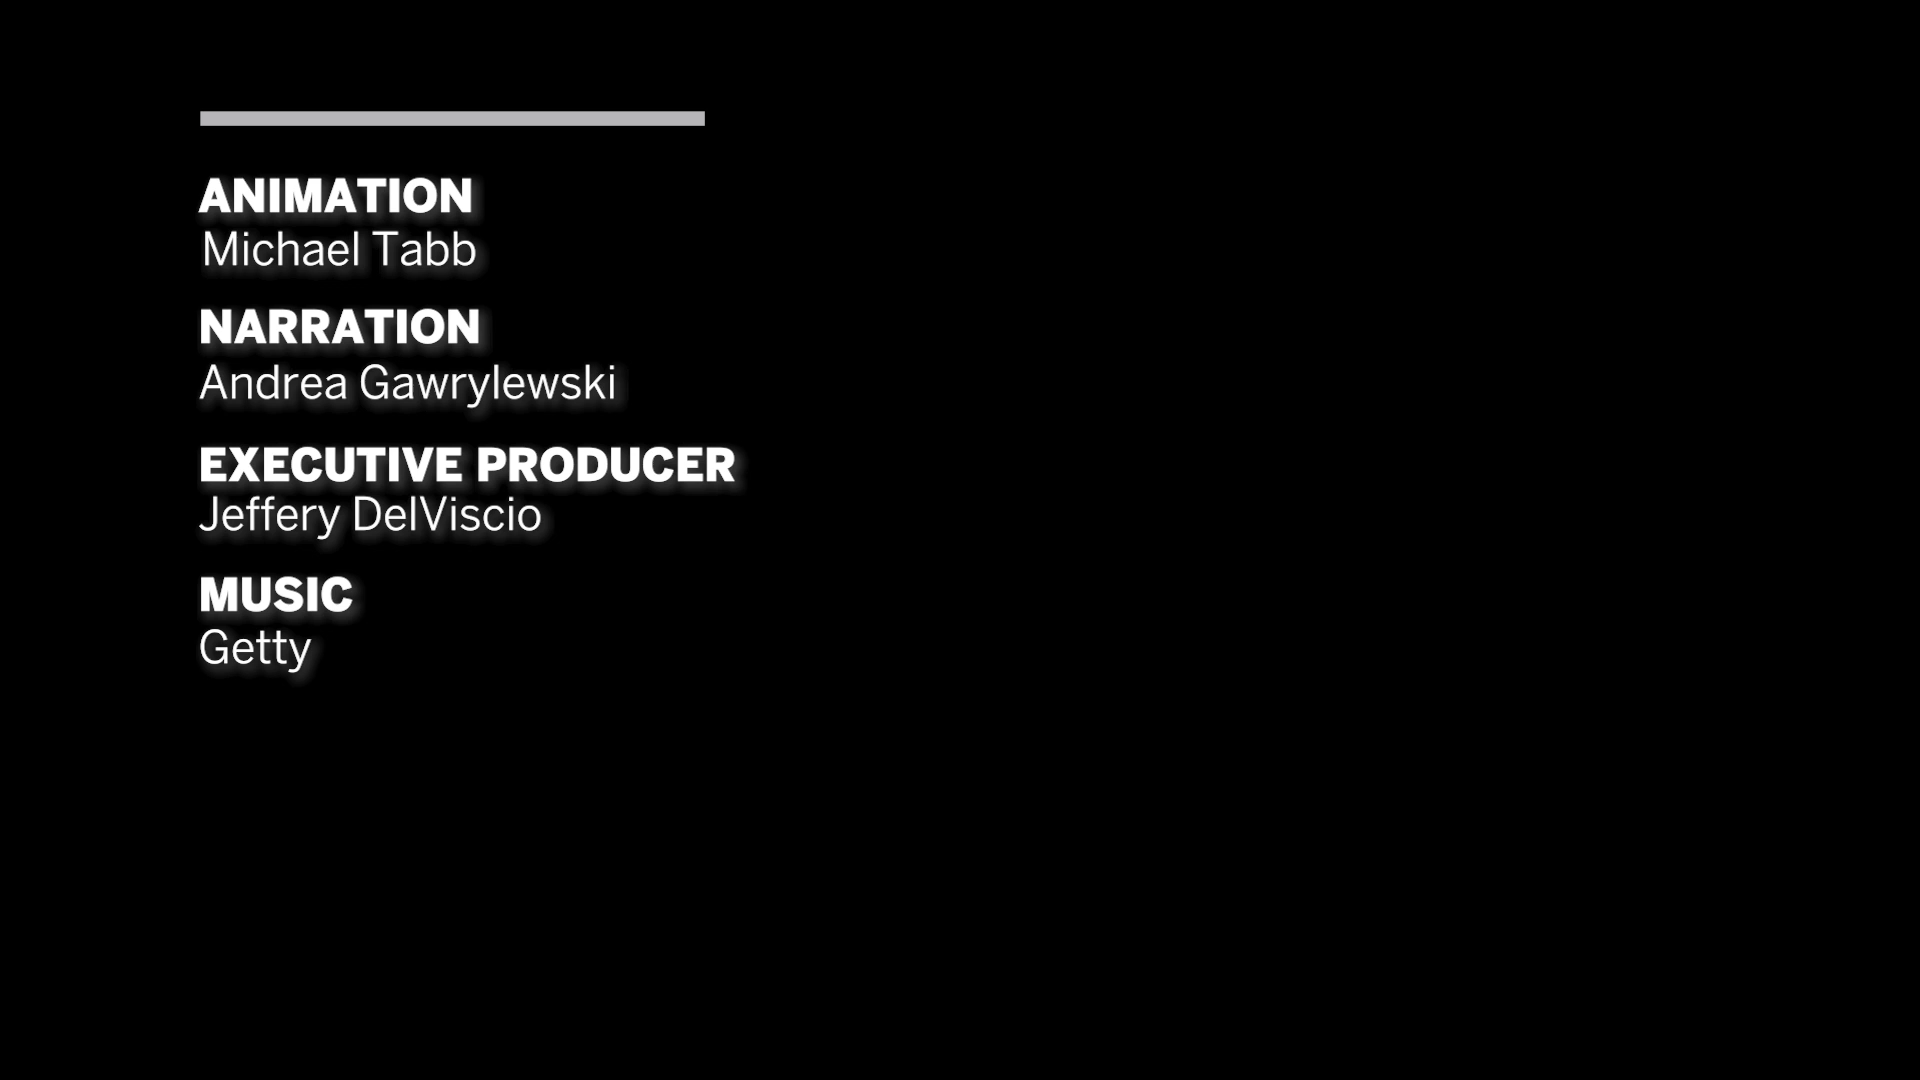 ANIMATION
Michael Tabb
NARRATION
Andrea Gawrylewski
EXECUTIVE PRODUCER
Jeffery DelViscio
MUSIC
Getty